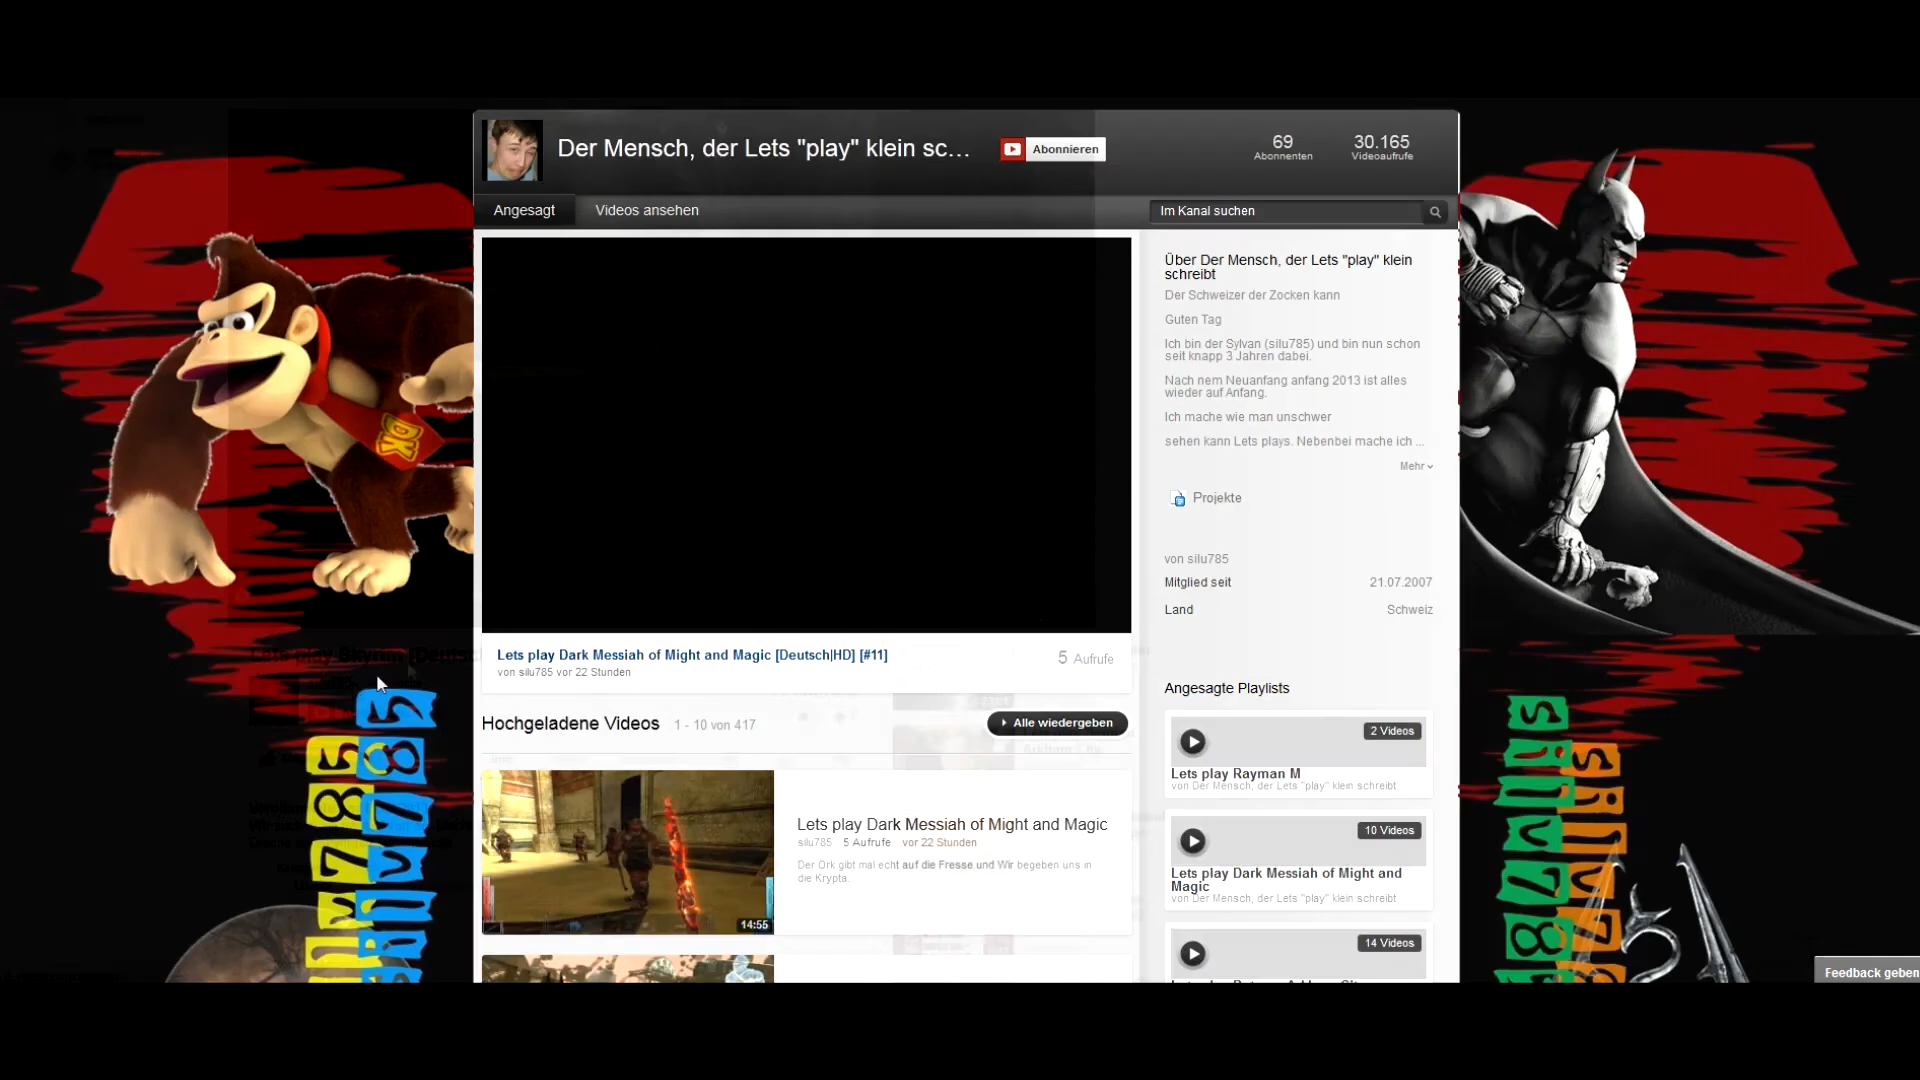 Der Mensch, der Lets "play" klein sc...
Abonnieren
69
Abonnenten
30.165
Videoaufrufe
Angesagt
Videos ansehen
Im Kanal suchen
Über Der Mensch, der Lets "play" klein
schreibt
Der Schweizer der Zocken kann
Guten Tag
Ich bin der Sylvan (silu785) und bin nun schon
seit knapp 3 Jahren dabei.
Nach nem Neuanfang anfang 2013 ist alles
wieder auf Anfang.
Ich mache wie man unschwer
sehen kann Lets plays. Nebenbei mache ich ...
Mehr
Projekte
von silu785
Mitglied seit
21.07.2007
Land
Schweiz
DK
Lets play Dark Messiah of Might and Magic [Deutsch|HD] [#11]
von silu785 vor 22 Stunden
5 Aufrufe
Hochgeladene Videos
1 - 10 von 417
Alle wiedergeben
Lets play Dark Messiah of Might and Magic
silu785 5 Aufrufe vor 22 Stunden
Der Ork gibt mal echt auf die Fresse und Wir begeben uns in
die Krypta.
14:55
Angesagte Playlists
2 Videos
Lets play Rayman M
von Der Mensch, der Lets "play" klein schreibt
10 Videos
Lets play Dark Messiah of Might and
Magic
von Der Mensch, der Lets "play" klein schreibt
14 Videos
Feedback geben